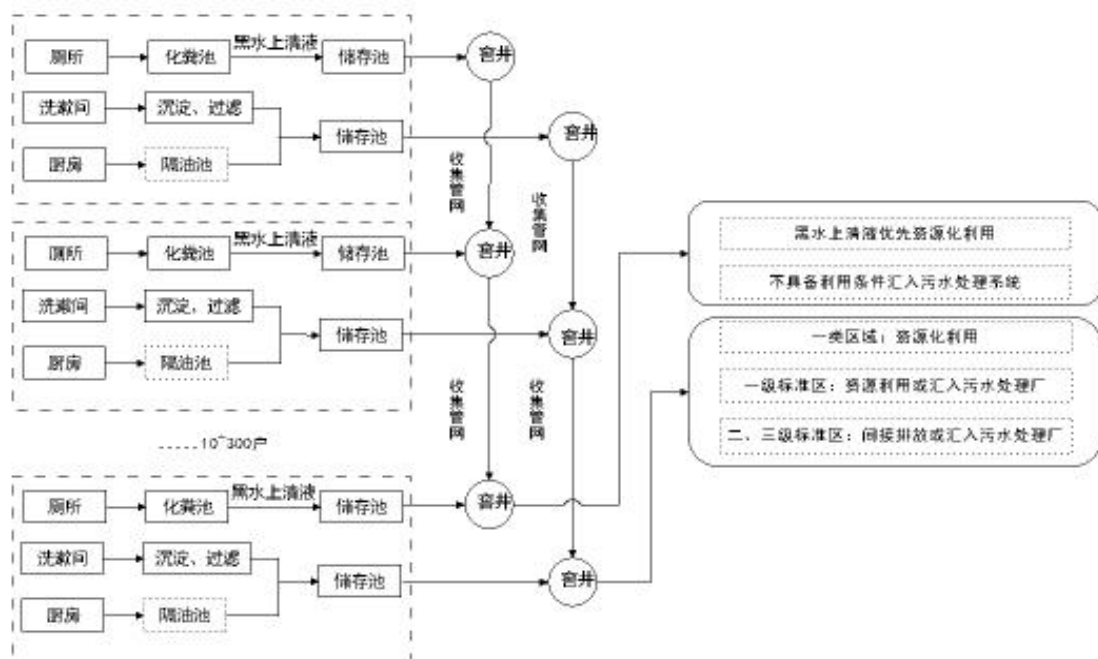 厕所
化粪池
黑水上清液
储存池
窖井
洗漱间
沉淀、过滤
储存池
窖井
厨房
隔油池
收集管网
收集管网
厕所
化粪池
黑水上清液
储存池
窖井
洗漱间
沉淀，过滤
储存池
窖井
厨房
隔油池
收集管网
收集管网
黑水上清液优先资源化利用
不具备利用条件汇入污水处理系统
一类区域：资源化利用
一级标准区：资源利用或汇入污水处理厂
二、三级标准区：间接排放或汇入污水处理厂
......10~300户
厕所
化粪池
黑水上清液
储存池
窖井
洗漱间
沉淀、过滤
储存池
窖井
厨房
隔油池